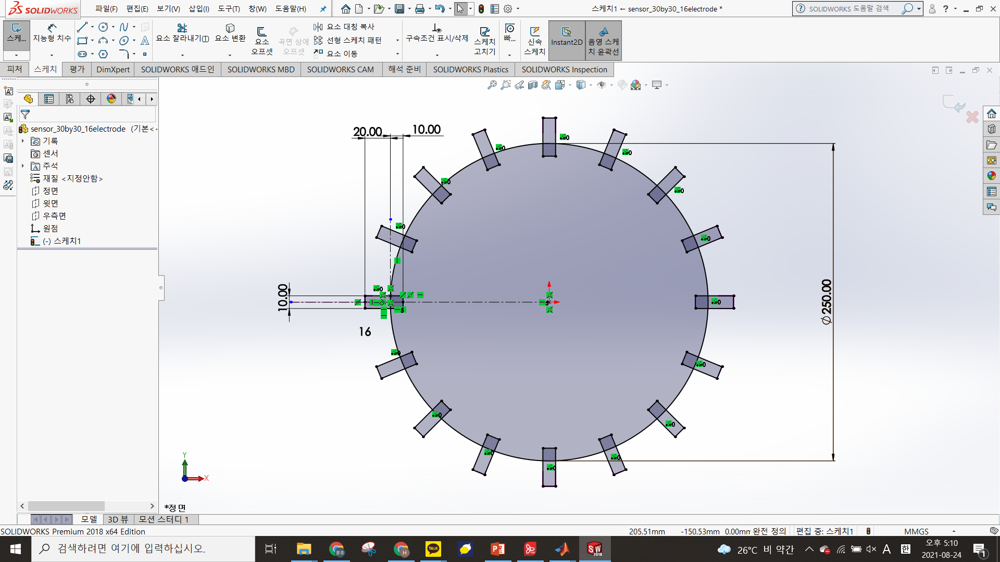 SOLIDWORKS
파일(F) 편집(E) 보기(V) 삽입(I) 도구(T) 창(W) 도움말(H)
스케치1 ← sensor_30by30_16electrode *
SOLIDWORKS 도움말 검색
스케...
지능형 치수
요소 잘라내기(T)
요소 변환
요소 오프셋
곡면 상에 오프셋
요소 대칭 복사
선형 스케치 패턴
요소 이동
구속조건 표시/삭제
스케치 고치기
빠...
신속 스케치
Instant2D
음영 스케치 윤곽선
피처 스케치 평가 DimXpert SOLIDWORKS 애드인 SOLIDWORKS MBD SOLIDWORKS CAM 해석 준비 SOLIDWORKS Plastics SOLIDWORKS Inspection
sensor_30by30_16electrode (기본<<
기록
센서
주석
재질 <지정안함>
정면
윗면
우측면
원점
(-) 스케치1
20.00
10.00
10.00
16
Ø250.00
Y
X
*정면
모델 3D 뷰 모션 스터디 1
SOLIDWORKS Premium 2018 x64 Edition
205.51mm -150.53mm 0.00mm 완전 정의 편집 중: 스케치1 MMGS
검색하려면 여기에 입력하십시오.
TALK
SW
2018
26°C 비 약간
A
한
오후 5:10
2021-08-24
1